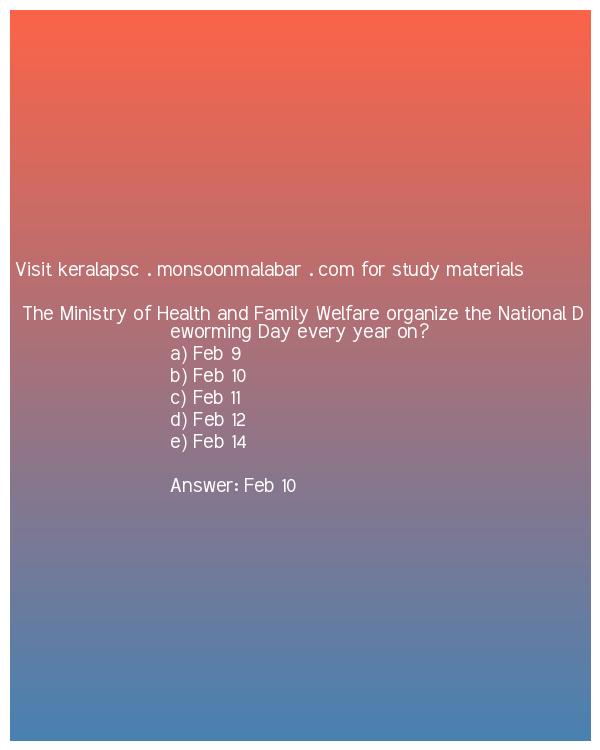 Visit keralapsc . monsoonmalabar . com for study materials
The Ministry of Health and Family Welfare organize the National D
eworming Day every year on?
a) Feb 9
b) Feb 10
c) Feb 11
d) Feb 12
e) Feb 14
Answer: Feb 10